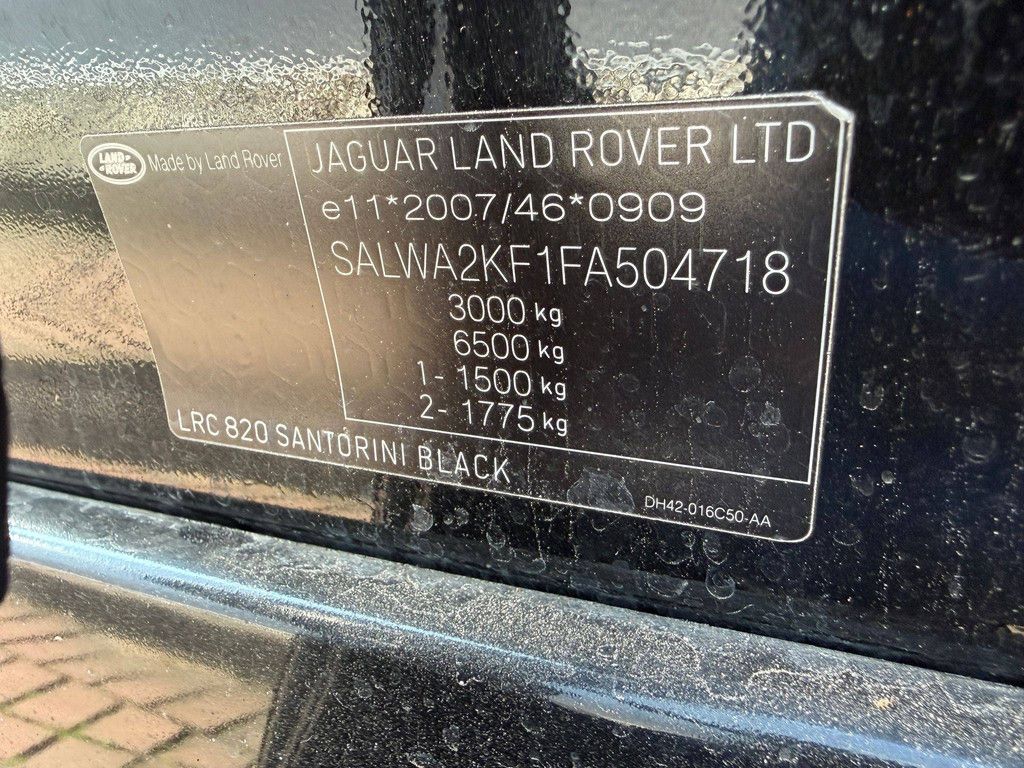 LAND ROVER
Made by Land Rover
JAGUAR LAND ROVER LTD
e11*2007/46*0909
SALWA2KF1FA504718
3000 kg
6500 kg
1- 1500 kg
2- 1775 kg
LRC 820 SANTORINI BLACK
DH42-016C50-AA